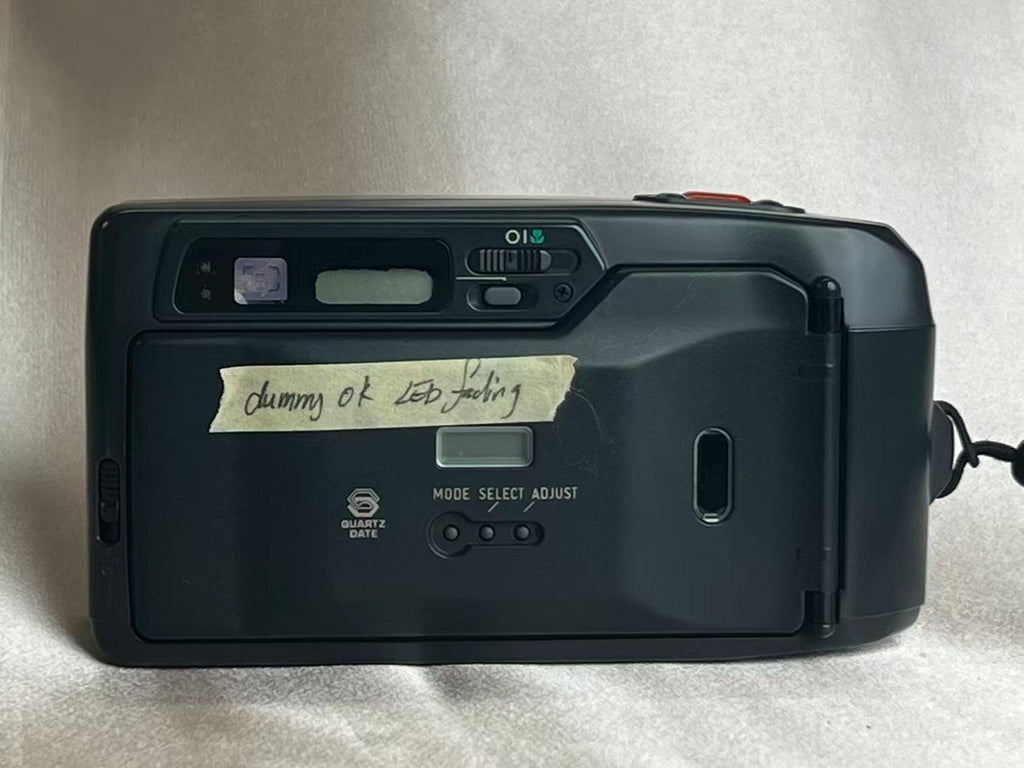 OI
dummy ok LED fading
MODE SELECT ADJUST
QUARTZ
DATE